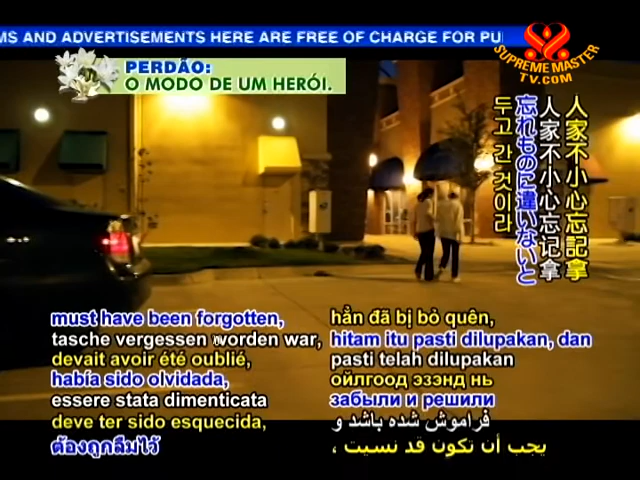 MS AND ADVERTISEMENTS HERE ARE FREE OF CHARGE FOR PU
SUPREME MASTER
TV.COM
PERDÃO:
O MODO DE UM HERÓI.
人家不小心忘記拿
人家不小心忘记拿
忘れものに違いないと
두고 간 것이라
must have been forgotten,
tasche vergessen worden war,
devait avoir été oublié,
había sido olvidada,
essere stata dimenticata
deve ter sido esquecida,
ต้องถูกลืมไว้
hẳn đã bị bỏ quên,
hitam itu pasti dilupakan, dan
pasti telah dilupakan
ойлгоод эзэнд нь
забыли и решили
فراموش شده باشد و
يجب أن تكون قد نسيت ،